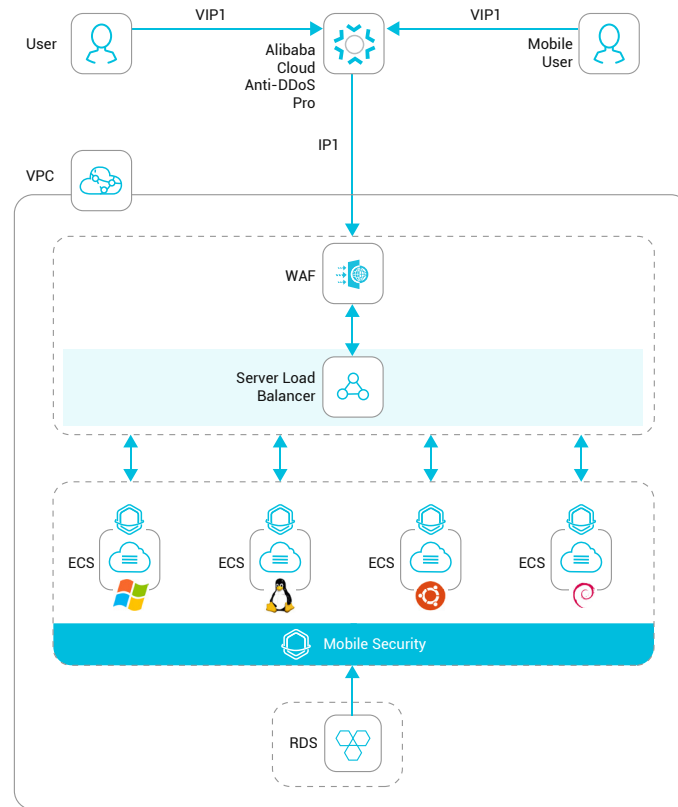 VIP1
VIP1
User
Alibaba
Cloud
Anti-DDoS
Pro
Mobile
User
IP1
VPC
WAF
Server Load
Balancer
ECS
ECS
ECS
ECS
Mobile Security
RDS